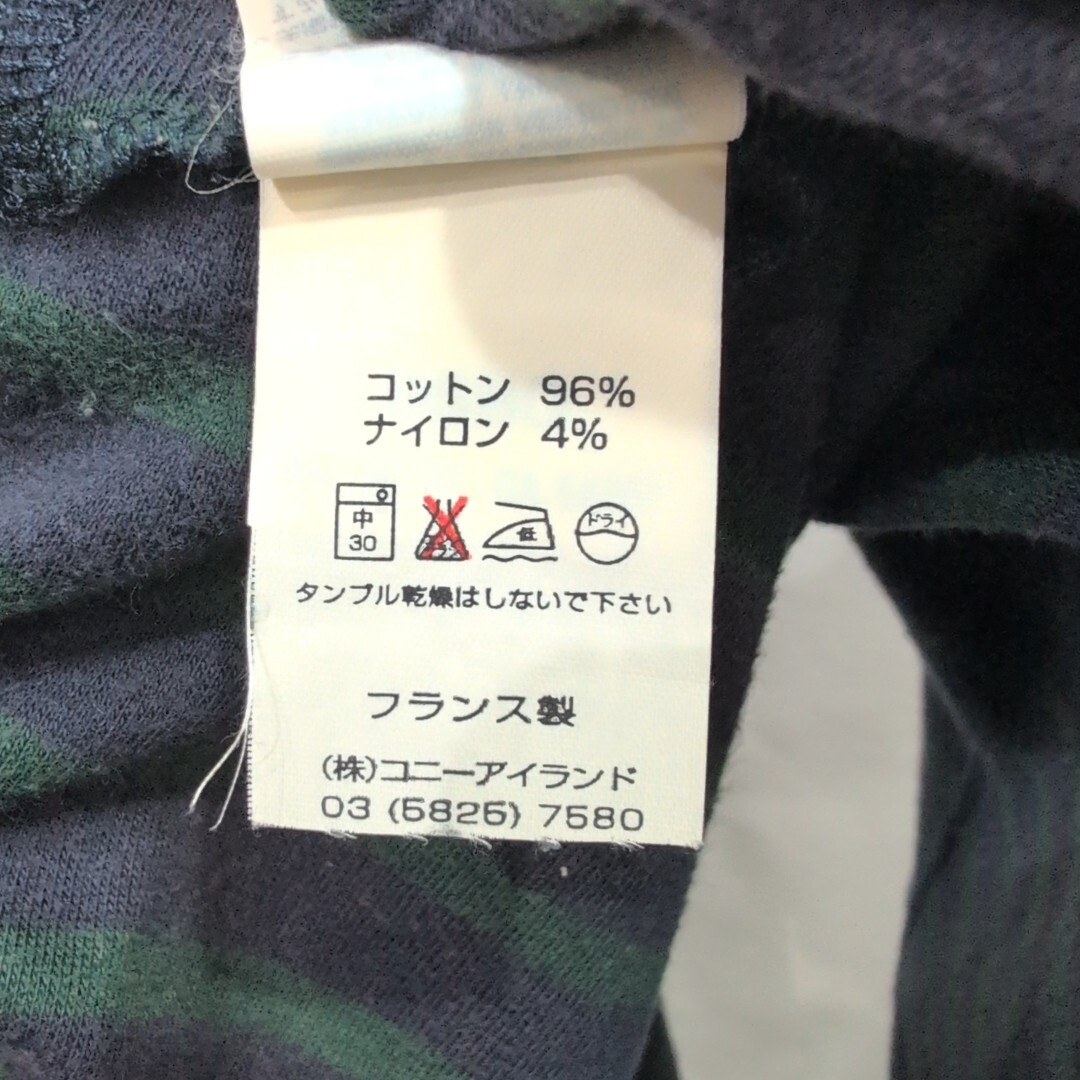 コットン 96%
ナイロン 4%
中
30
低
ドライ
タンブル乾燥はしないで下さい
フランス製
(株)コニーアイランド
03 (5825) 7580